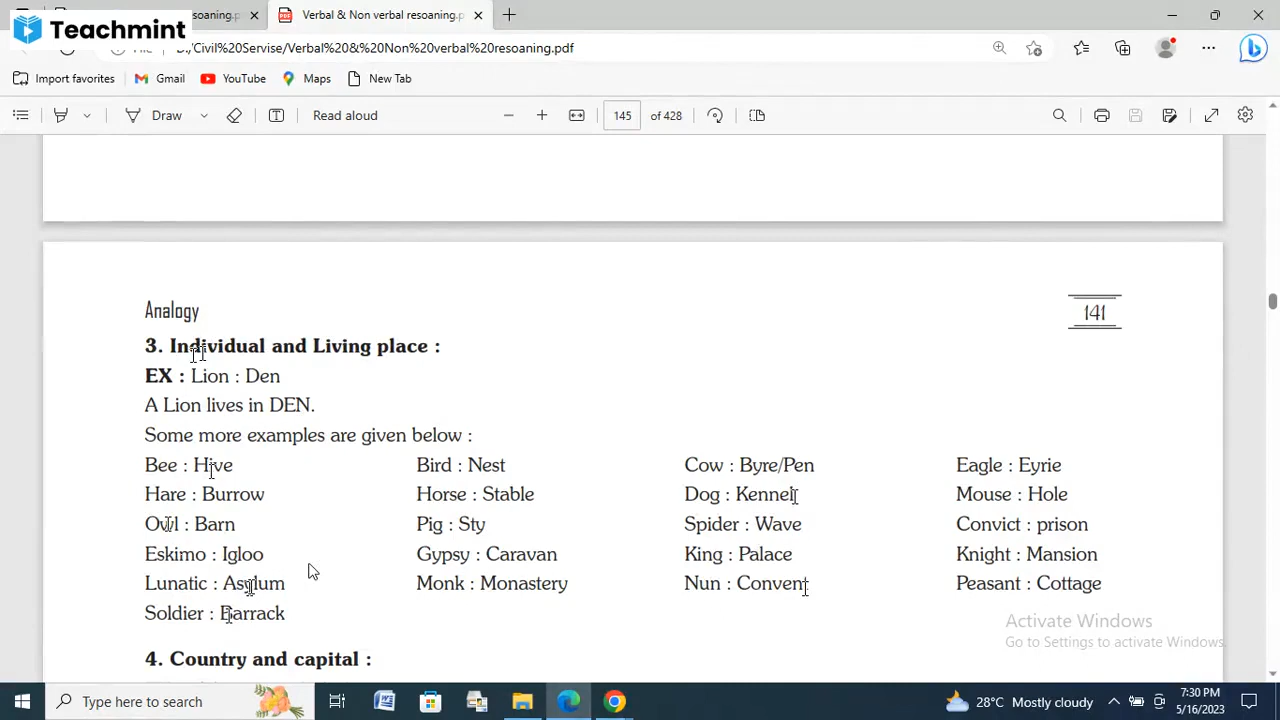 Teachmint
resoaning.p
Verbal & Non verbal resoaning.p
D:/Civil%20Servise/Verbal%20&%20Non%20verbal%20resoaning.pdf
Import favorites
Gmail
YouTube
Maps
New Tab
Draw
Read aloud
145
of 428
Analogy
141
3. Individual and Living place :
EX : Lion : Den
A Lion lives in DEN.
Some more examples are given below :
Bee : Hive Bird : Nest Cow : Byre/Pen Eagle : Eyrie
Hare : Burrow Horse : Stable Dog : Kennel Mouse : Hole
Owl : Barn Pig : Sty Spider : Wave Convict : prison
Eskimo : Igloo Gypsy : Caravan King : Palace Knight : Mansion
Lunatic : Asylum Monk : Monastery Nun : Convent Peasant : Cottage
Soldier : Barrack
Activate Windows
Go to Settings to activate Windows.
4. Country and capital :
Type here to search
28°C Mostly cloudy
7:30 PM
5/16/2023